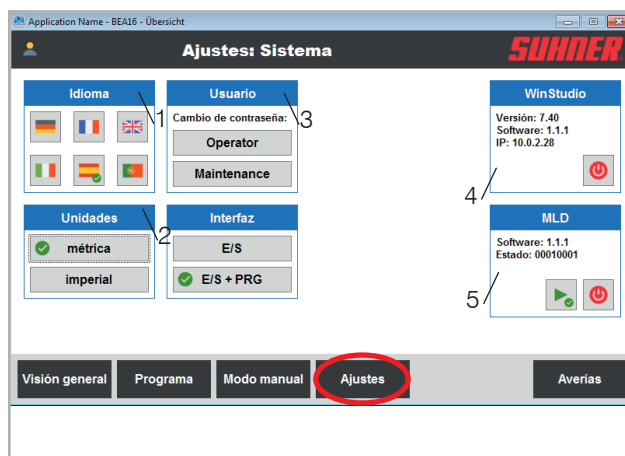 Application Name - BEA16 - Übersicht
Ajustes: Sistema
SUHNER
Idioma
1
Usuario
3
Cambio de contraseña:
Operator
Maintenance
WinStudio
Versión: 7.40
Software: 1.1.1
IP: 10.0.2.28
4
Unidades
2
métrica
imperial
Interfaz
E/S
E/S + PRG
MLD
Software: 1.1.1
Estado: 00010001
5
Visión general
Programa
Modo manual
Ajustes
Averías